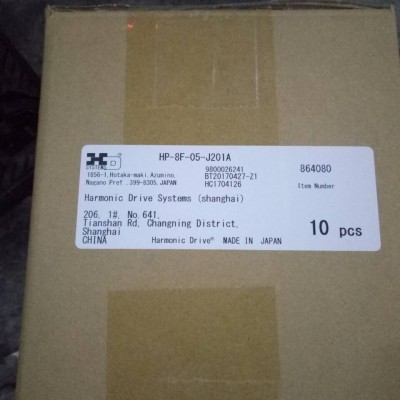 HP-8F-05-J201A
SYSTEMS
1856-1, Hotaka-maki, Azumino,
Nagano Pref. 399-8305, JAPAN
9800026241
BT20170427-Z1
HC1704126
864080
Item Number
Harmonic Drive Systems (shanghai)
206, 1#, No. 641,
Tianshan Rd, Changning District,
Shanghai
CHINA
Harmonic Drive® MADE IN JAPAN
10 pcs